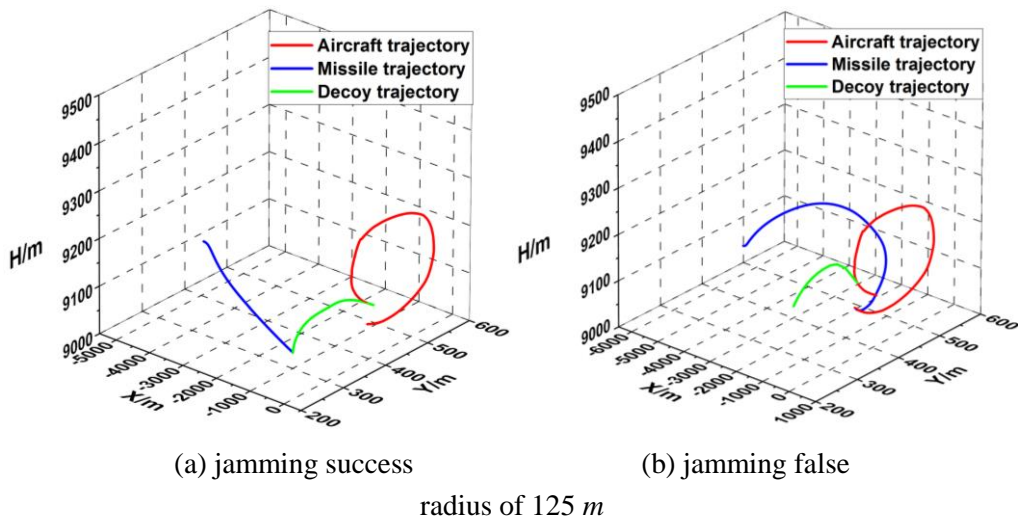 Aircraft trajectory
Missile trajectory
Decoy trajectory
9500
9400
9300
9200
9100
9000
H/m
-5000
-4000
-3000
-2000
-1000
0
X/m
200
300
400
500
600
Y/m
Aircraft trajectory
Missile trajectory
Decoy trajectory
9500
9400
9300
9200
9100
9000
H/m
-6000
-5000
-4000
-3000
-2000
-1000
0
1000
X/m
200
300
400
500
600
Y/m
(a) jamming success
(b) jamming false
radius of 125 m